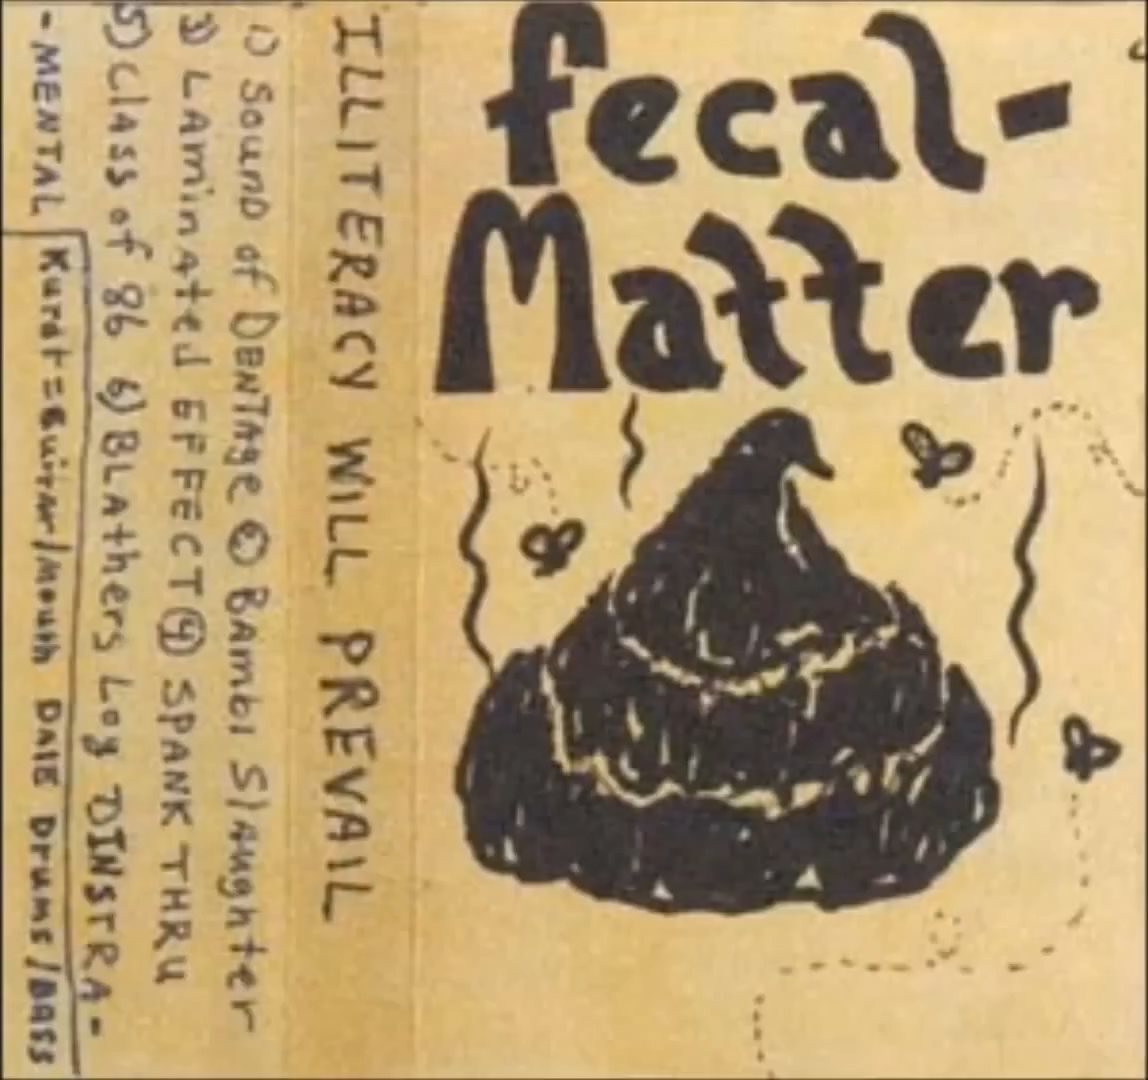 fecal-
Matter
ILLITERACY WILL PREVAIL
1) Sound of DENTAge ② BAMBI Slaughter
3) LAminated EFFECT ④ SPANK THRU
5) Class of 86 6) BLAthers Log DINSTRA-
-MENTAL
Kurdt=Guitar/Mouth DALE Drums/BASS